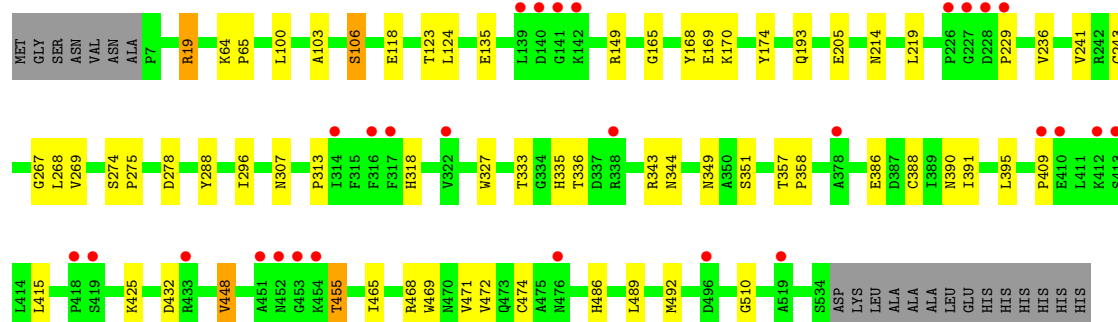 MET GLY SER ASN VAL ASN ALA P7 R19 K64 P65 L100 A103 S106 E118 T123 L124 E135 L139 D140 G141 K142 R149 G165 Y168 E169 K170 Y174 Q193 E205 N214 L219 P226 G227 D228 P229 V236 V241 R242
G267 L268 V269 S274 P275 D278 Y288 I296 N307 P313 I314 F315 F316 F317 H318 V322 W327 T333 G334 H335 T336 D337 R338 R343 N344 N349 A350 S351 T357 P358 A378 E386 D387 C388 I389 N390 I391 L395 P409 E410 L411 K412
L414 L415 P418 S419 K425 D432 R433 V448 A451 N452 G453 K454 T455 I465 R468 W469 N470 V471 V472 Q473 C474 A475 N476 H486 L489 M492 D496 G510 A519 S534 ASP LYS LEU ALA ALA ALA LEU GLU HIS HIS HIS HIS HIS HIS